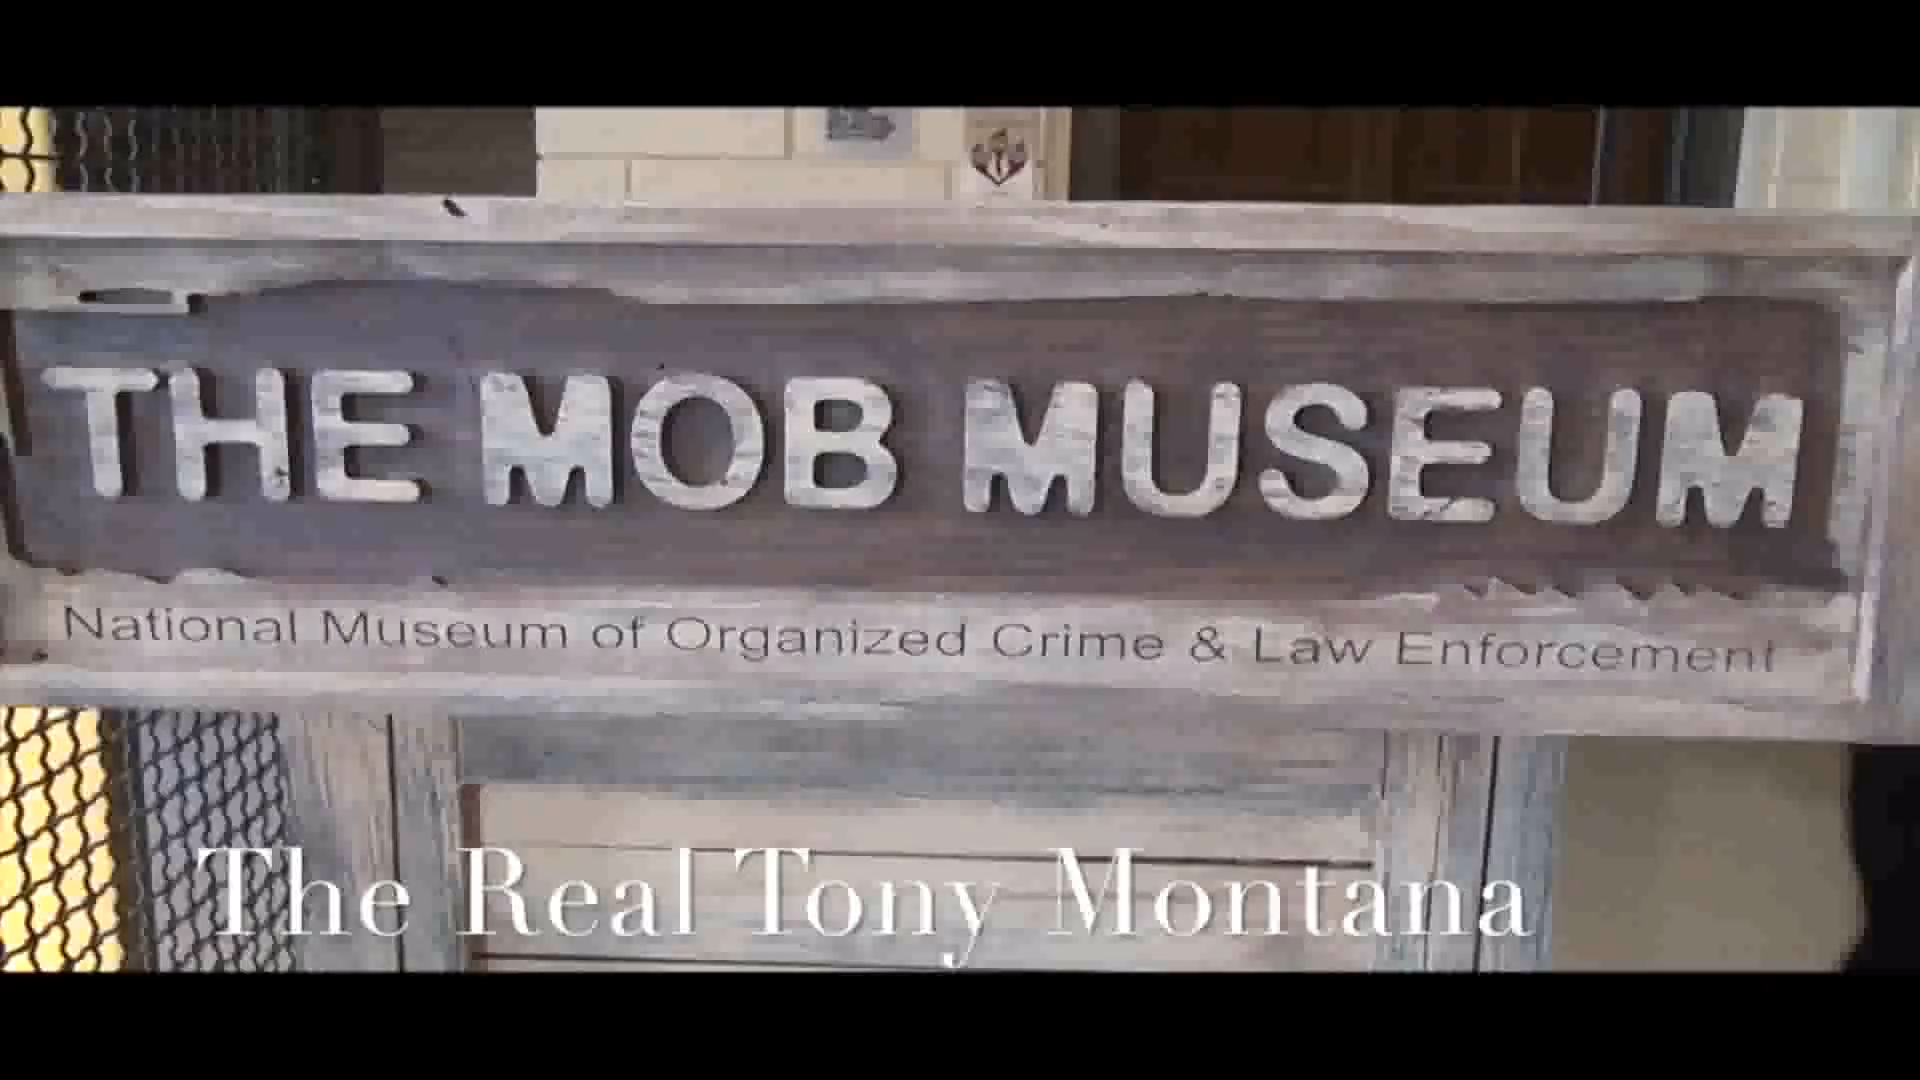 THE MOB MUSEUM
National Museum of Organized Crime & Law Enforcement
The Real Tony Montana